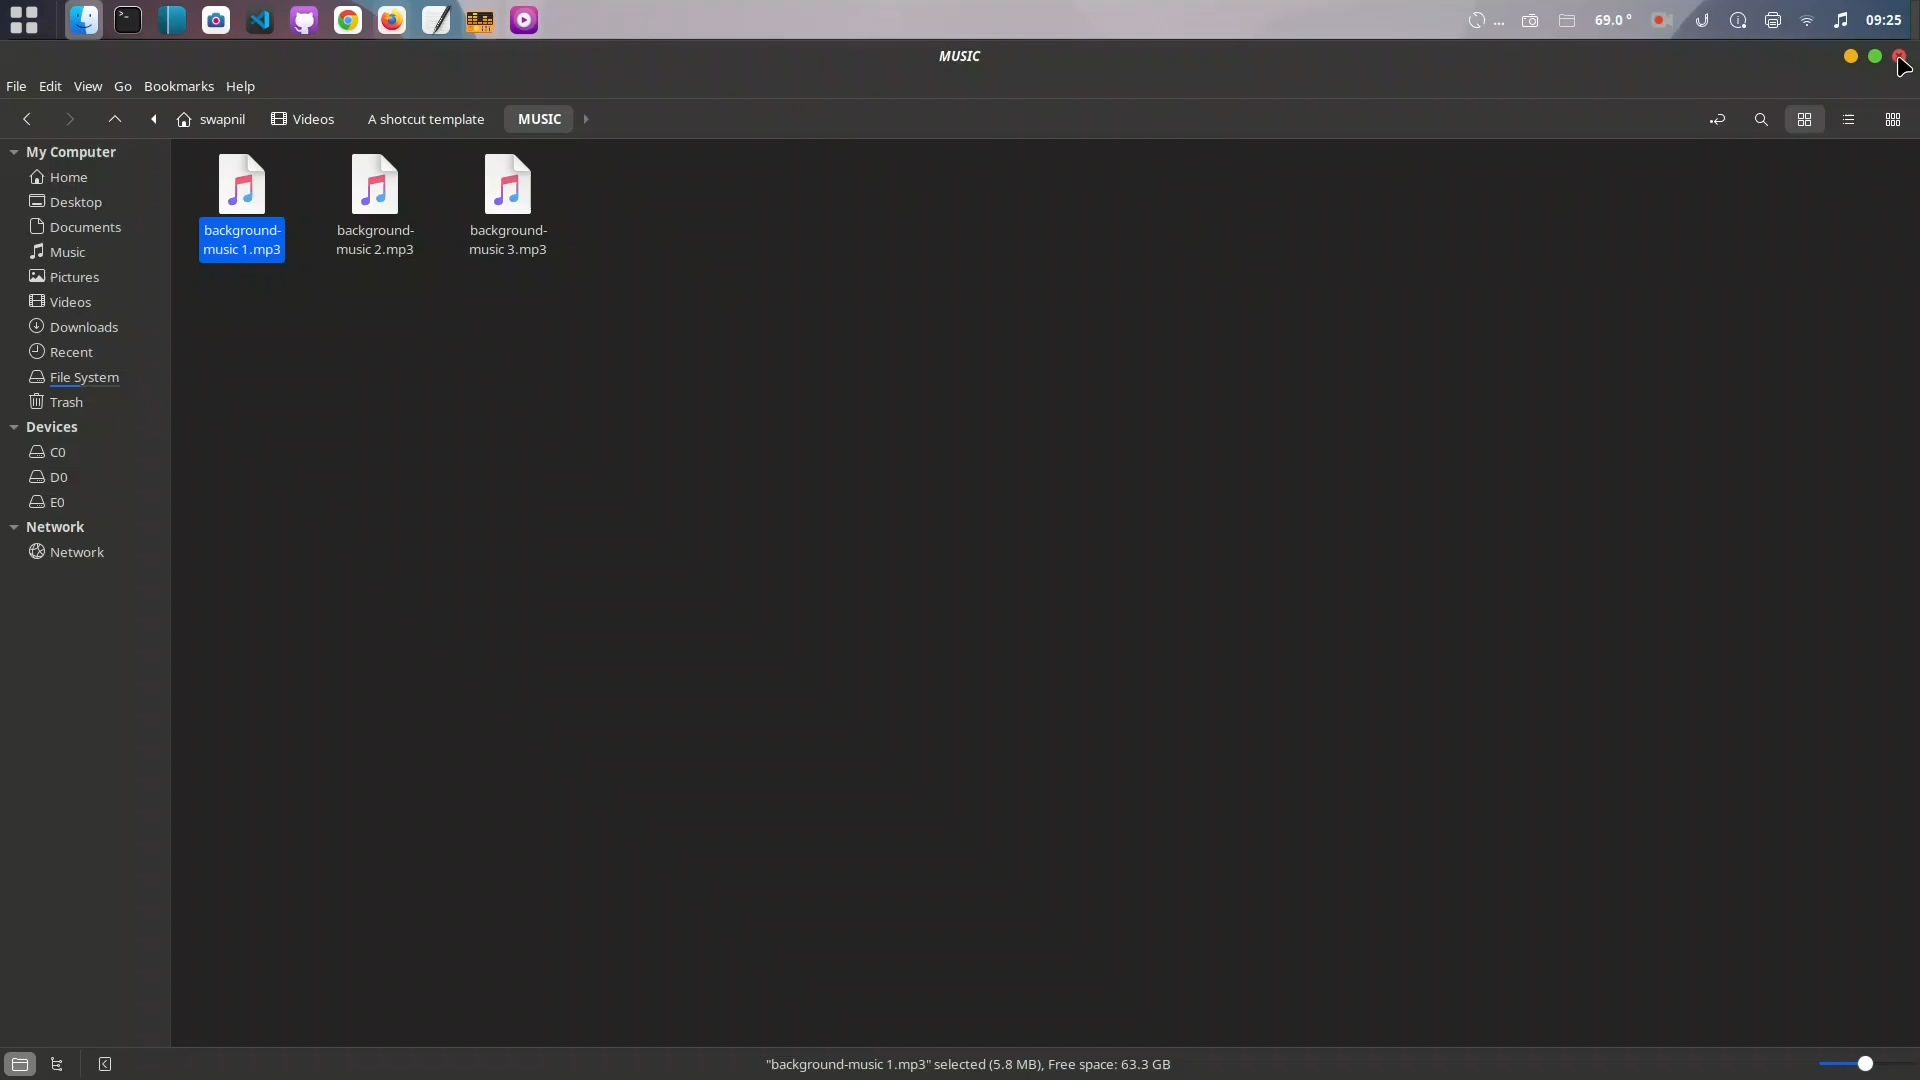 ... 69.0 ° 09:25
MUSIC
File Edit View Go Bookmarks Help
swapnil Videos A shotcut template MUSIC
My Computer
Home
Desktop
Documents
Music
Pictures
Videos
Downloads
Recent
File System
Trash
Devices
C0
D0
E0
Network
Network
background-
music 1.mp3
background-
music 2.mp3
background-
music 3.mp3
"background-music 1.mp3" selected (5.8 MB), Free space: 63.3 GB